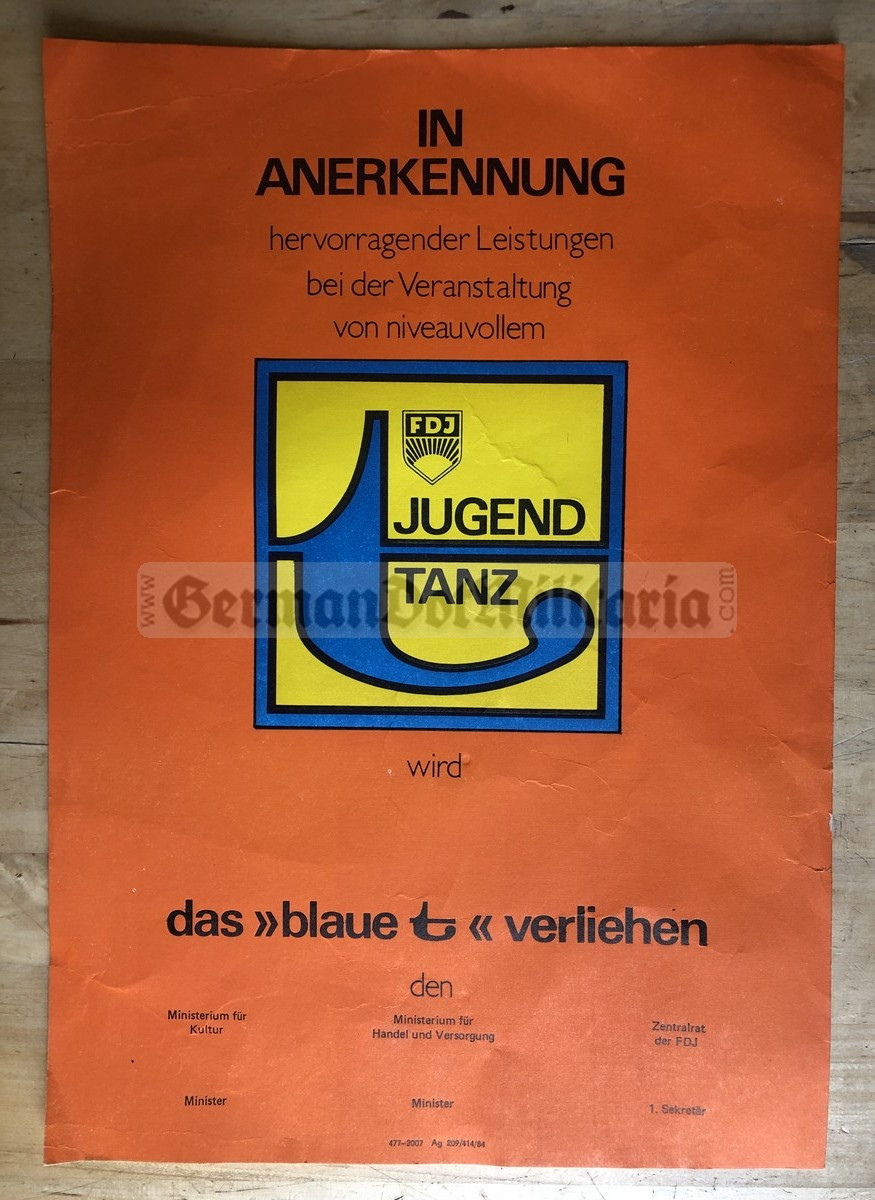 IN
ANERKENNUNG
hervorragender Leistungen
bei der Veranstaltung
von niveauvollem
FDJ
JUGEND
TANZ
www.GermanDotMilitaria.com
wird
das »blaue t « verliehen
den
Ministerium für
Kultur
Ministerium für
Handel und Versorgung
Zentralrat
der FDJ
Minister
Minister
1. Sekretär
477-2007 Ag 209/414/84